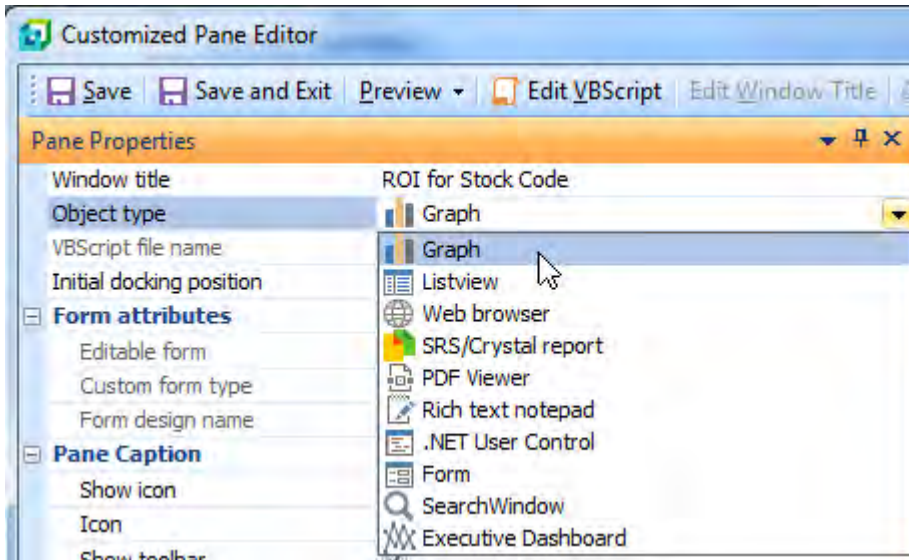 Customized Pane Editor
Save Save and Exit Preview Edit VBScript Edit Window Title
Pane Properties
Window title ROI for Stock Code
Object type Graph
VBScript file name Graph
Initial docking position Listview
Form attributes Web browser
Editable form SRS/Crystal report
Custom form type PDF Viewer
Form design name Rich text notepad
Pane Caption .NET User Control
Show icon Form
Icon SearchWindow
Show toolbar Executive Dashboard